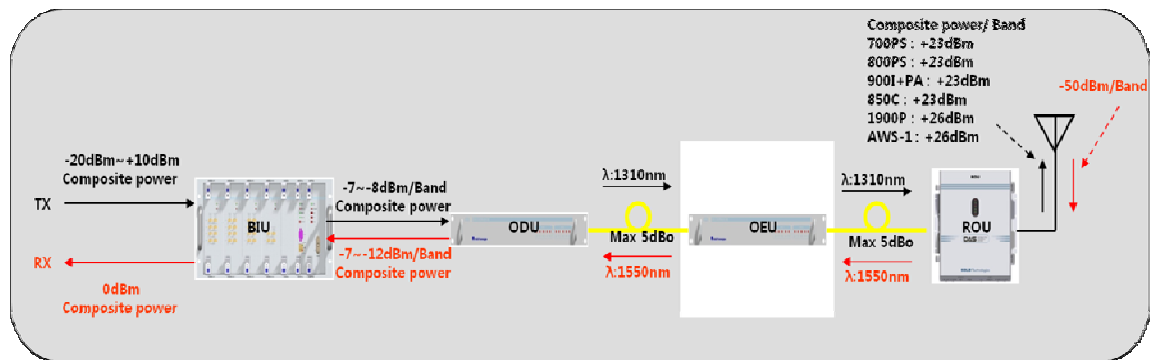 Composite power/ Band
700PS : +23dBm
800PS : +23dBm
900I+PA : +23dBm
850C : +23dBm
1900P : +26dBm
AWS-1 : +26dBm
-50dBm/Band
-20dBm~+10dBm
Composite power
TX
BIU
-7~-8dBm/Band
Composite power
ODU
λ:1310nm
Max 5dBo
λ:1550nm
OEU
λ:1310nm
Max 5dBo
λ:1550nm
ROU
RX
0dBm
Composite power
-7~-12dBm/Band
Composite power